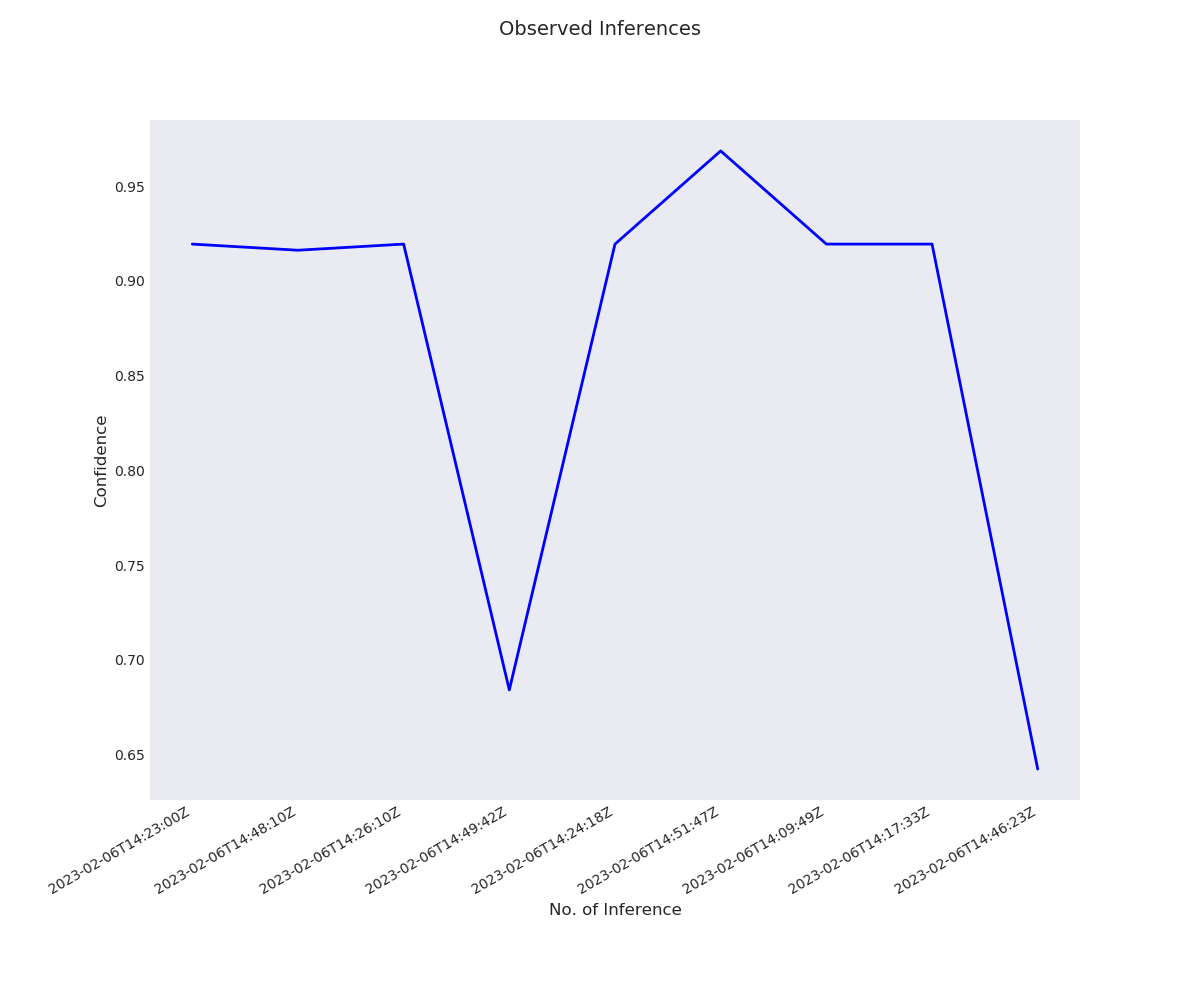 Observed Inferences
0.95
0.90
0.85
0.80
0.75
0.70
0.65
Confidence
2023-02-06T14:23:00Z
2023-02-06T14:48:10Z
2023-02-06T14:26:10Z
2023-02-06T14:49:42Z
2023-02-06T14:24:18Z
2023-02-06T14:51:47Z
2023-02-06T14:09:49Z
2023-02-06T14:17:33Z
2023-02-06T14:46:23Z
No. of Inference